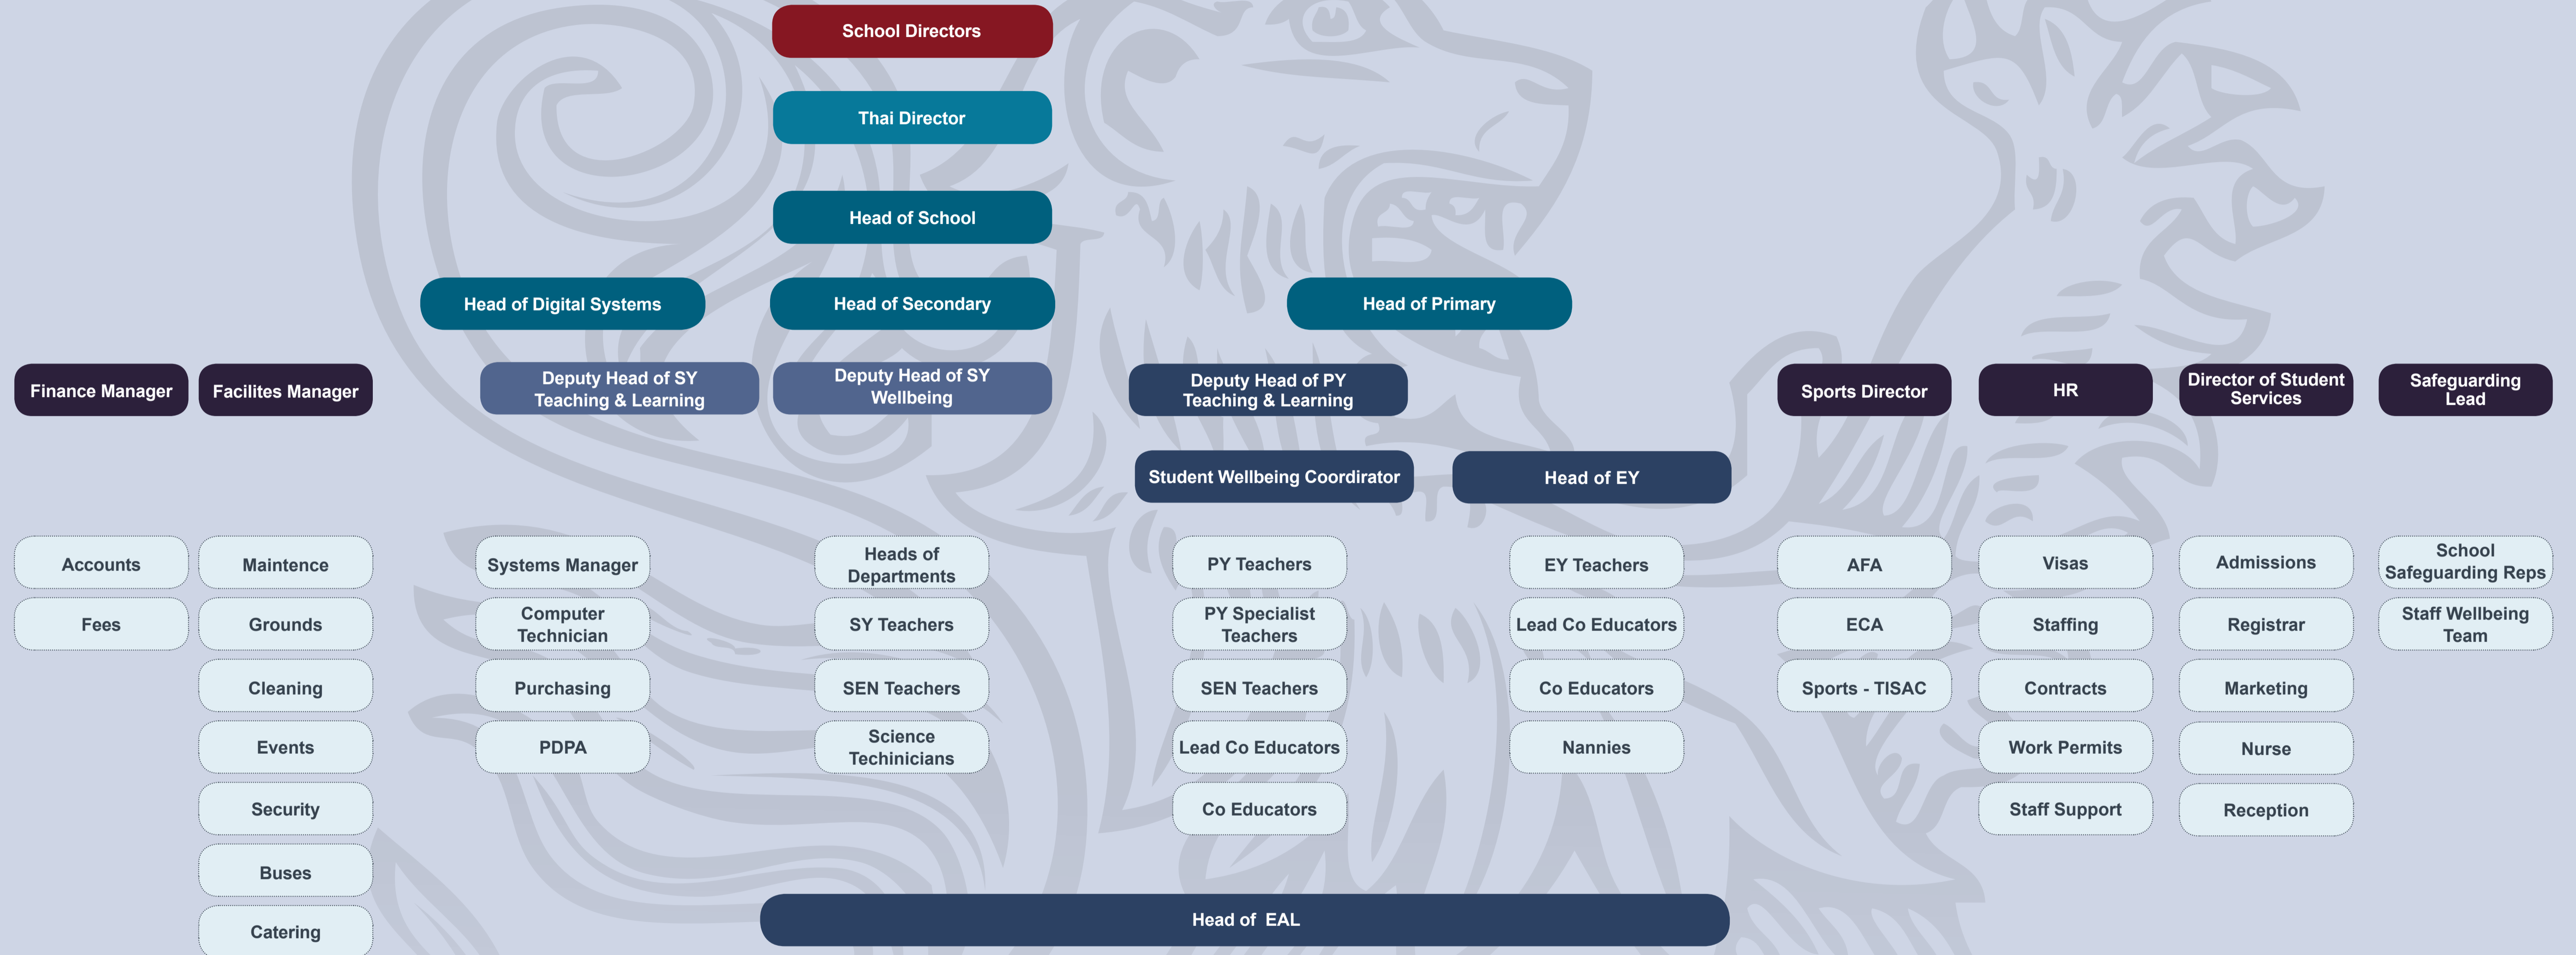 School Directors
Thai Director
Head of School
Head of Digital Systems
Head of Secondary
Head of Primary
Finance Manager
Facilites Manager
Deputy Head of SY
Teaching & Learning
Deputy Head of SY
Wellbeing
Deputy Head of PY
Teaching & Learning
Sports Director
HR
Director of Student
Services
Safeguarding
Lead
Student Wellbeing Coordirator
Head of EY
Accounts
Maintence
Systems Manager
Heads of
Departments
PY Teachers
EY Teachers
AFA
Visas
Admissions
School
Safeguarding Reps
Fees
Grounds
Computer
Technician
SY Teachers
PY Specialist
Teachers
Lead Co Educators
ECA
Staffing
Registrar
Staff Wellbeing
Team
Cleaning
Purchasing
SEN Teachers
SEN Teachers
Co Educators
Sports - TISAC
Contracts
Marketing
Events
PDPA
Science
Techinicians
Lead Co Educators
Nannies
Work Permits
Nurse
Security
Co Educators
Staff Support
Reception
Buses
Head of  EAL
Catering